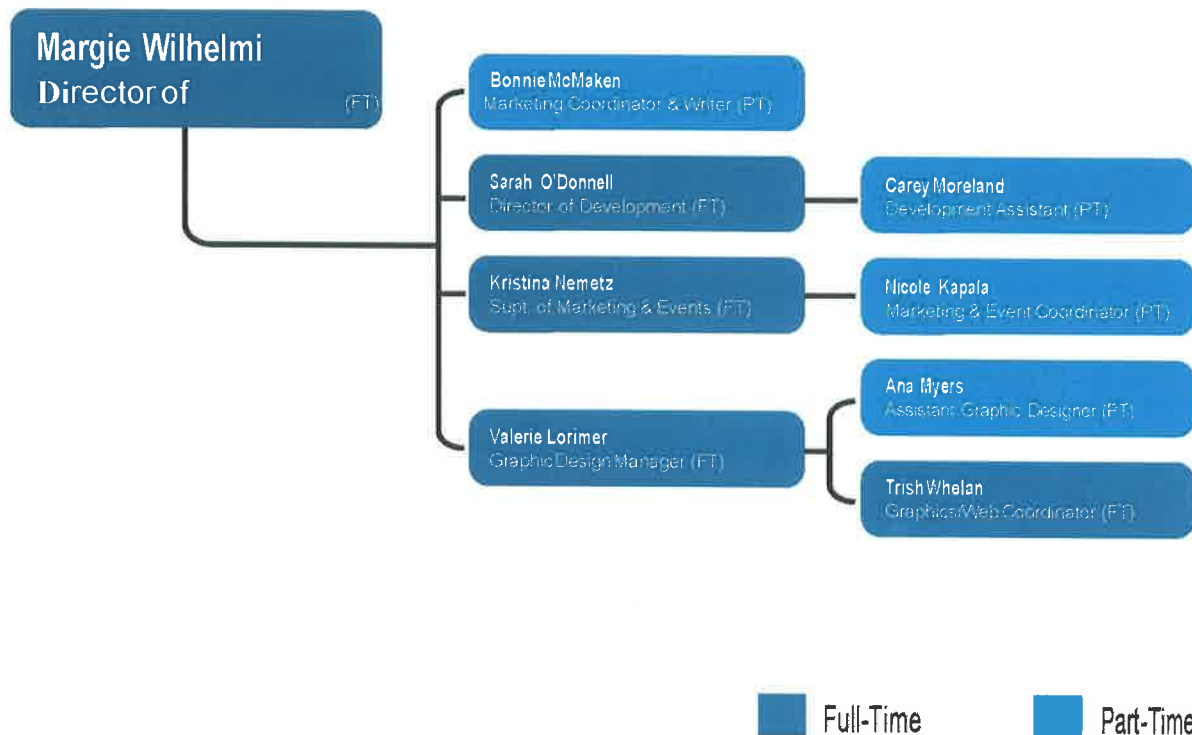 Margie Wilhelmi
Director of (FT)
Bonnie McMaken
Marketing Coordinator & Writer (PT)
Sarah O'Donnell
Director of Development (FT)
Carey Moreland
Development Assistant (PT)
Kristina Nemetz
Supt. of Marketing & Events (FT)
Nicole Kapala
Marketing & Event Coordinator (PT)
Ana Myers
Assistant Graphic Designer (PT)
Valerie Lorimer
Graphic Design Manager (FT)
Trish Whelan
Graphics/Web Coordinator (FT)
Full-Time
Part-Time